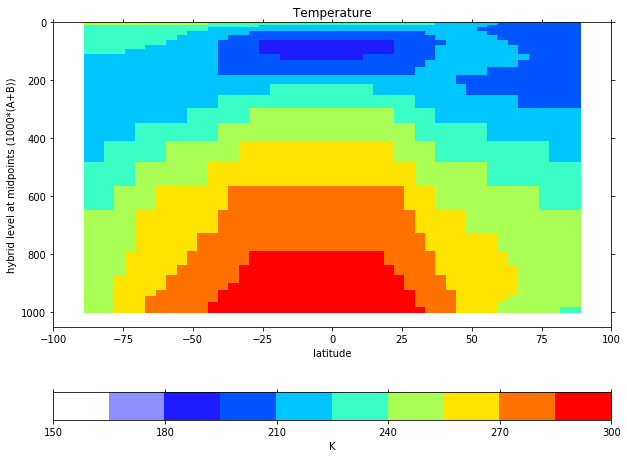 Temperature
0
200
400
600
800
1000
hybrid level at midpoints (1000*(A+B))
−100 −75 −50 −25 0 25 50 75 100
latitude
150 180 210 240 270 300
K